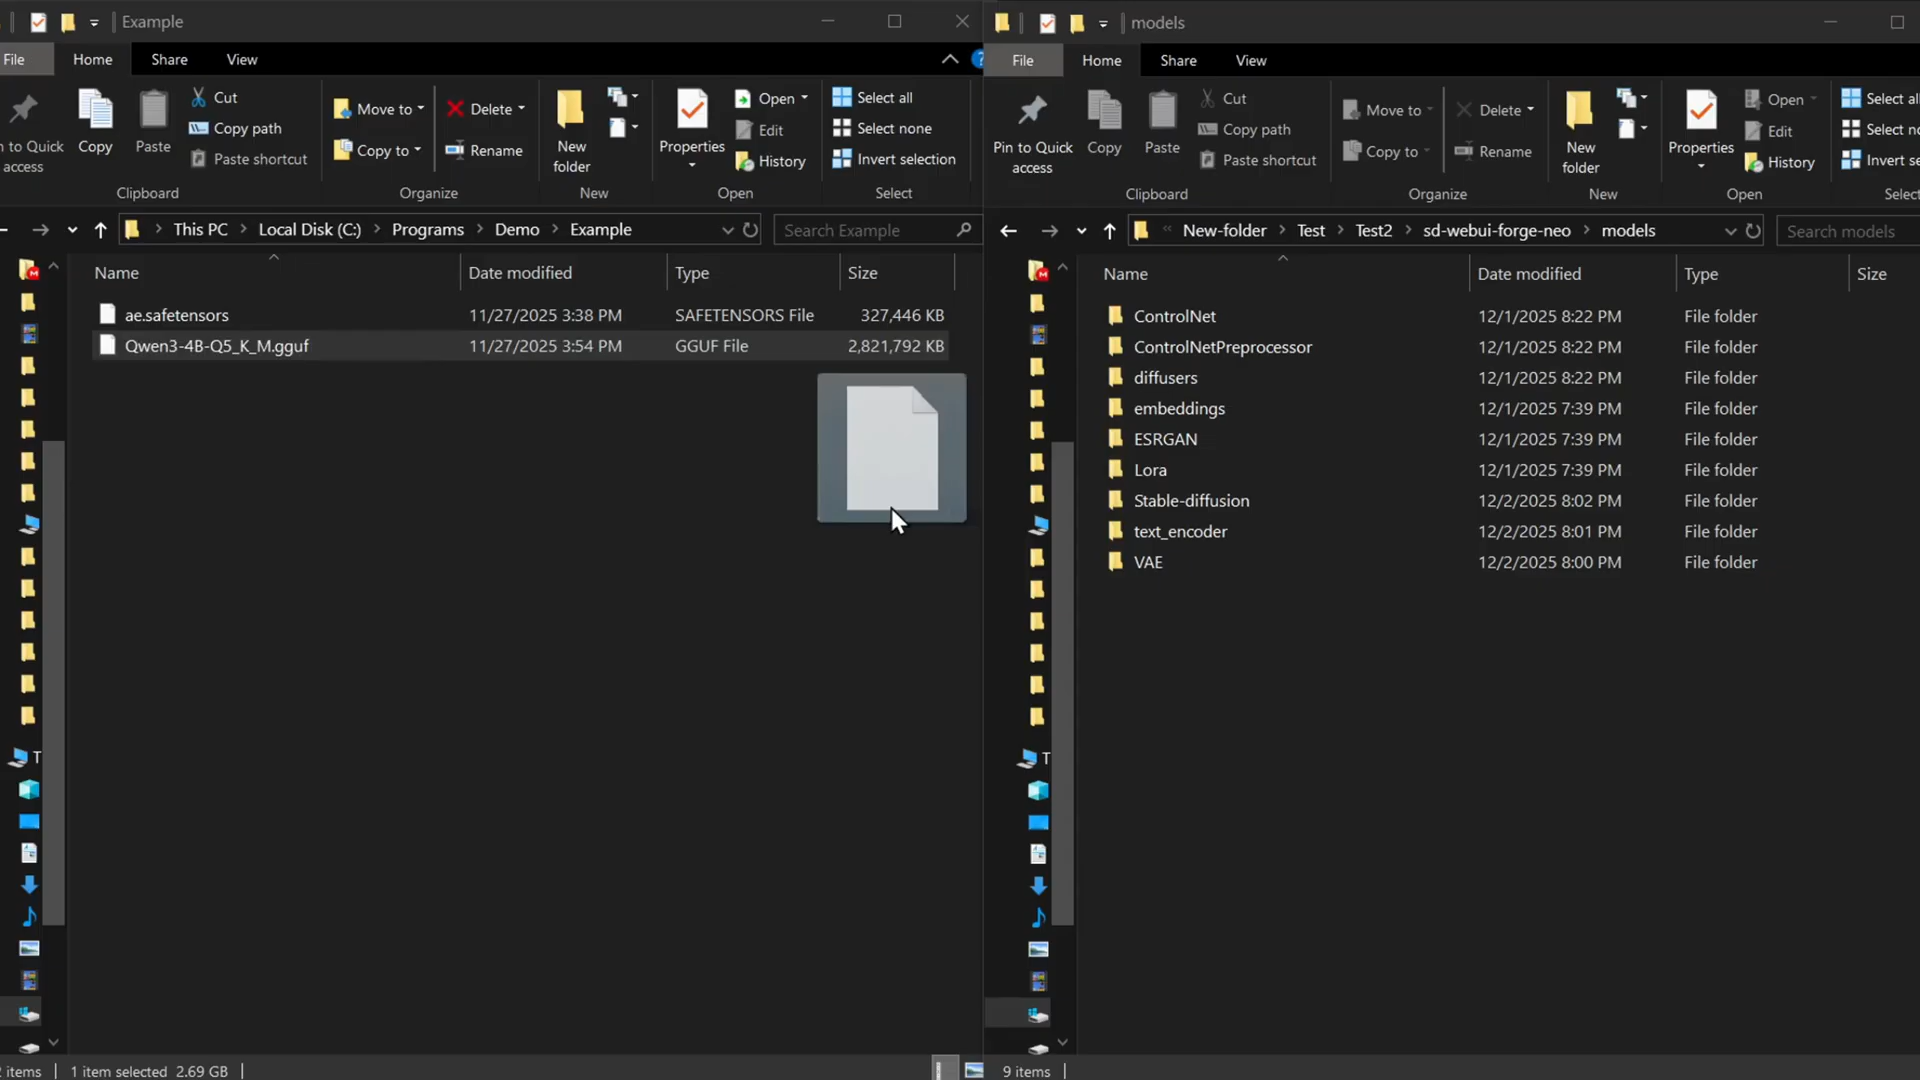 Example
File Home Share View
n to Quick
access
Copy
Paste
Cut
Copy path
Paste shortcut
Clipboard
Move to
Copy to
Delete
Rename
Organize
New
folder
New
Properties
Open
Edit
History
Open
Select all
Select none
Invert selection
Select
This PC Local Disk (C:) Programs Demo Example
Search Example
Name Date modified Type Size
ae.safetensors 11/27/2025 3:38 PM SAFETENSORS File 327,446 KB
Qwen3-4B-Q5_K_M.gguf 11/27/2025 3:54 PM GGUF File 2,821,792 KB
T
items 1 item selected 2.69 GB
models
File Home Share View
Pin to Quick
access
Copy
Paste
Cut
Copy path
Paste shortcut
Clipboard
Move to
Copy to
Delete
Rename
Organize
New
folder
New
Properties
Open
Edit
History
Open
Select all
Select no
Invert se
Select
« New-folder Test Test2 sd-webui-forge-neo models
Search models
Name Date modified Type Size
ControlNet 12/1/2025 8:22 PM File folder
ControlNetPreprocessor 12/1/2025 8:22 PM File folder
diffusers 12/1/2025 8:22 PM File folder
embeddings 12/1/2025 7:39 PM File folder
ESRGAN 12/1/2025 7:39 PM File folder
Lora 12/1/2025 7:39 PM File folder
Stable-diffusion 12/2/2025 8:02 PM File folder
text_encoder 12/2/2025 8:01 PM File folder
VAE 12/2/2025 8:00 PM File folder
T
9 items